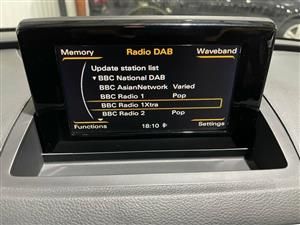 Memory Radio DAB Waveband
Update station list
BBC National DAB
BBC AsianNetwork Varied
BBC Radio 1 Pop
BBC Radio 1Xtra
BBC Radio 2 Pop
Functions 18:10 Settings